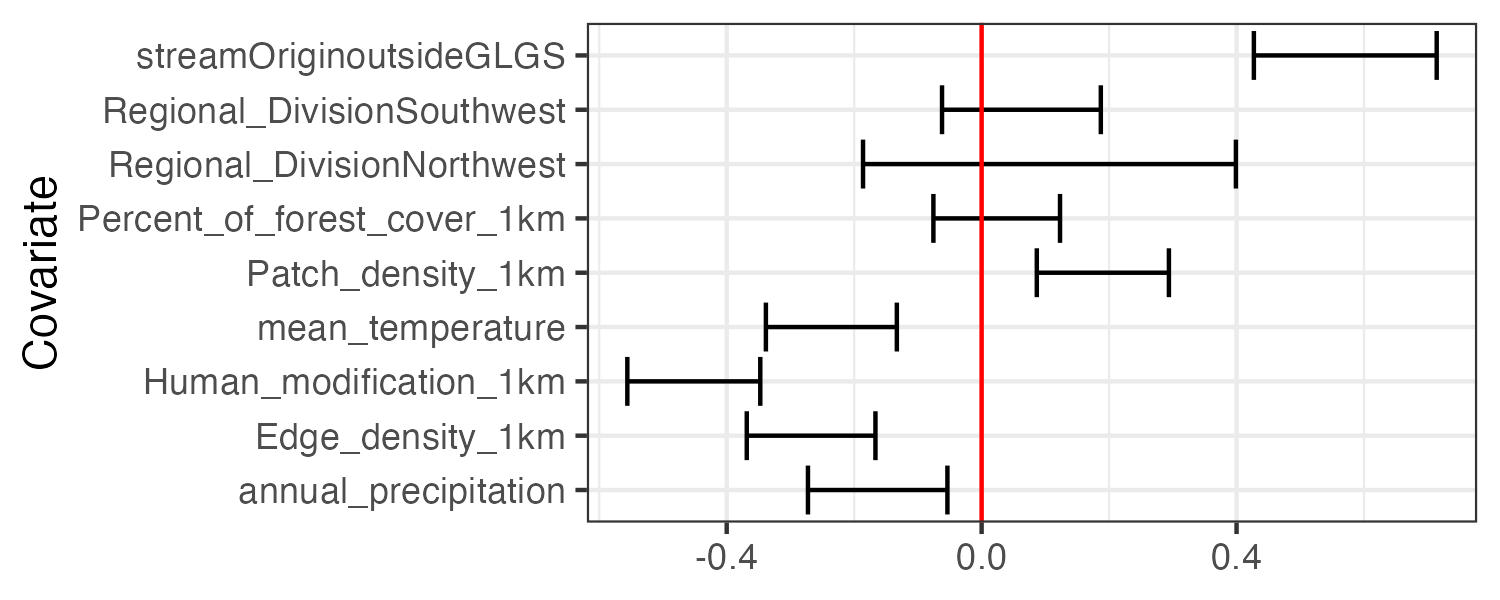 streamOriginoutsideGLGS
Regional_DivisionSouthwest
Regional_DivisionNorthwest
Percent_of_forest_cover_1km
Patch_density_1km
mean_temperature
Human_modification_1km
Edge_density_1km
annual_precipitation
Covariate
-0.4 0.0 0.4